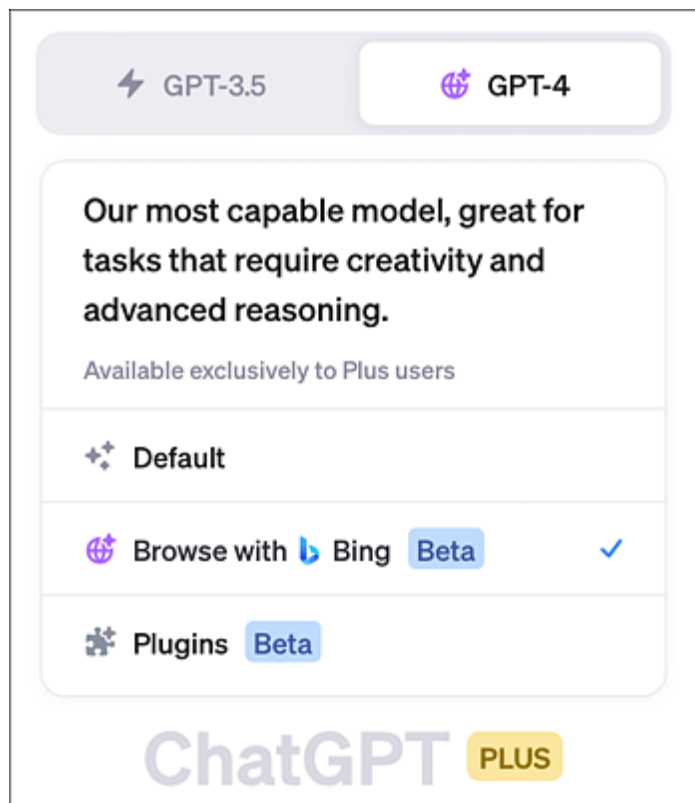 GPT-3.5
GPT-4
Our most capable model, great for
tasks that require creativity and
advanced reasoning.
Available exclusively to Plus users
Default
Browse with Bing Beta
Plugins Beta
ChatGPT PLUS